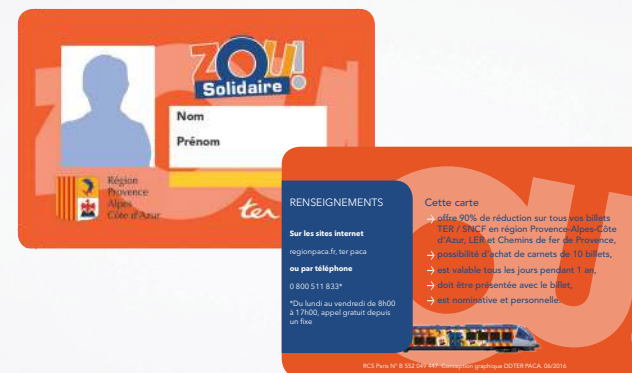 ZOU!
Solidaire
Nom
Prénom
Région
Provence
Alpes
Côte d'Azur
ter
RENSEIGNEMENTS
Sur les sites internet
regionpaca.fr, ter paca
ou par téléphone
0 800 511 833*
*Du lundi au vendredi de 8h00
à 17h00, appel gratuit depuis
un fixe
Cette carte
→ offre 90% de réduction sur tous vos billets
TER / SNCF en région Provence-Alpes-Côte
d'Azur, LER et Chemins de fer de Provence,
→ possibilité d'achat de carnets de 10 billets,
→ est valable tous les jours pendant 1 an,
→ doit être présentée avec le billet,
→ est nominative et personnelle.
RCS Paris N° B 552 049 447. Conception graphique DDTER PACA. 06/2016